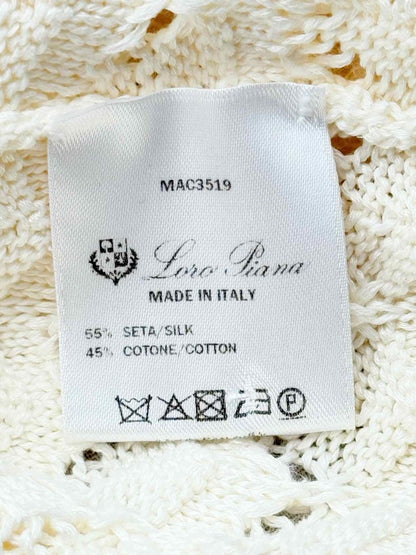 MAC3519
Loro Piana
MADE IN ITALY
55% SETA/SILK
45% COTONE/COTTON
P